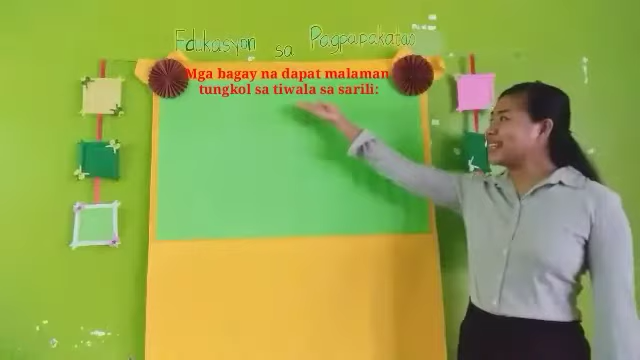 Edukasyon sa Pagpapakatao
Mga bagay na dapat malaman
tungkol sa tiwala sa sarili: